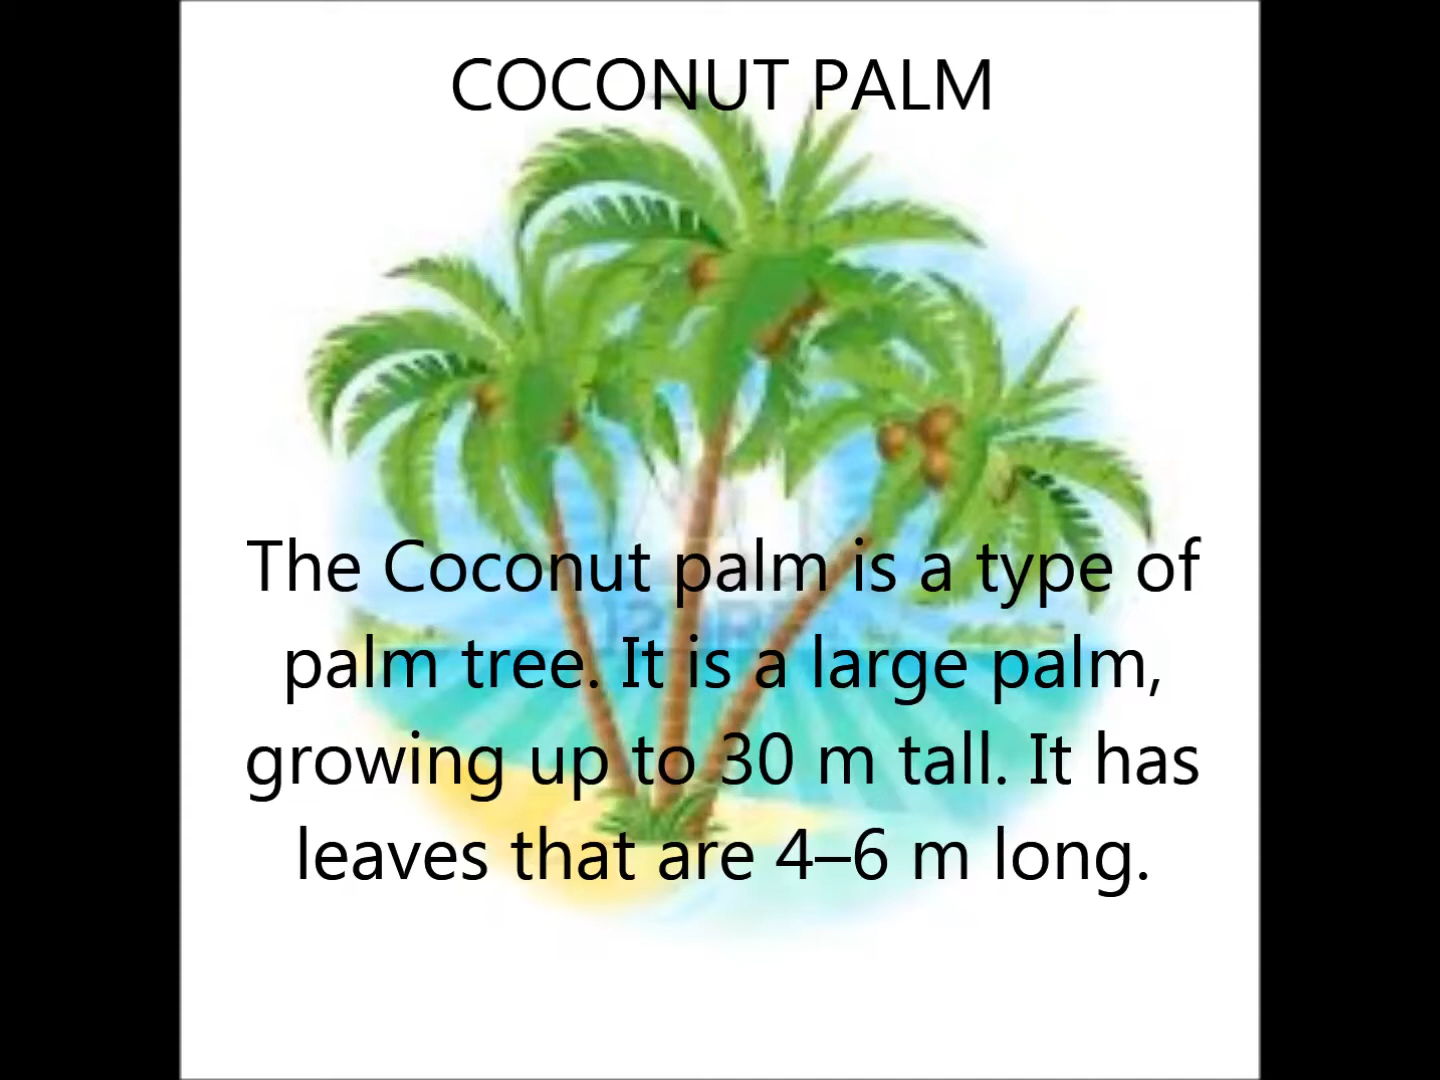 COCONUT PALM
The Coconut palm is a type of
palm tree. It is a large palm,
growing up to 30 m tall. It has
leaves that are 4–6 m long.